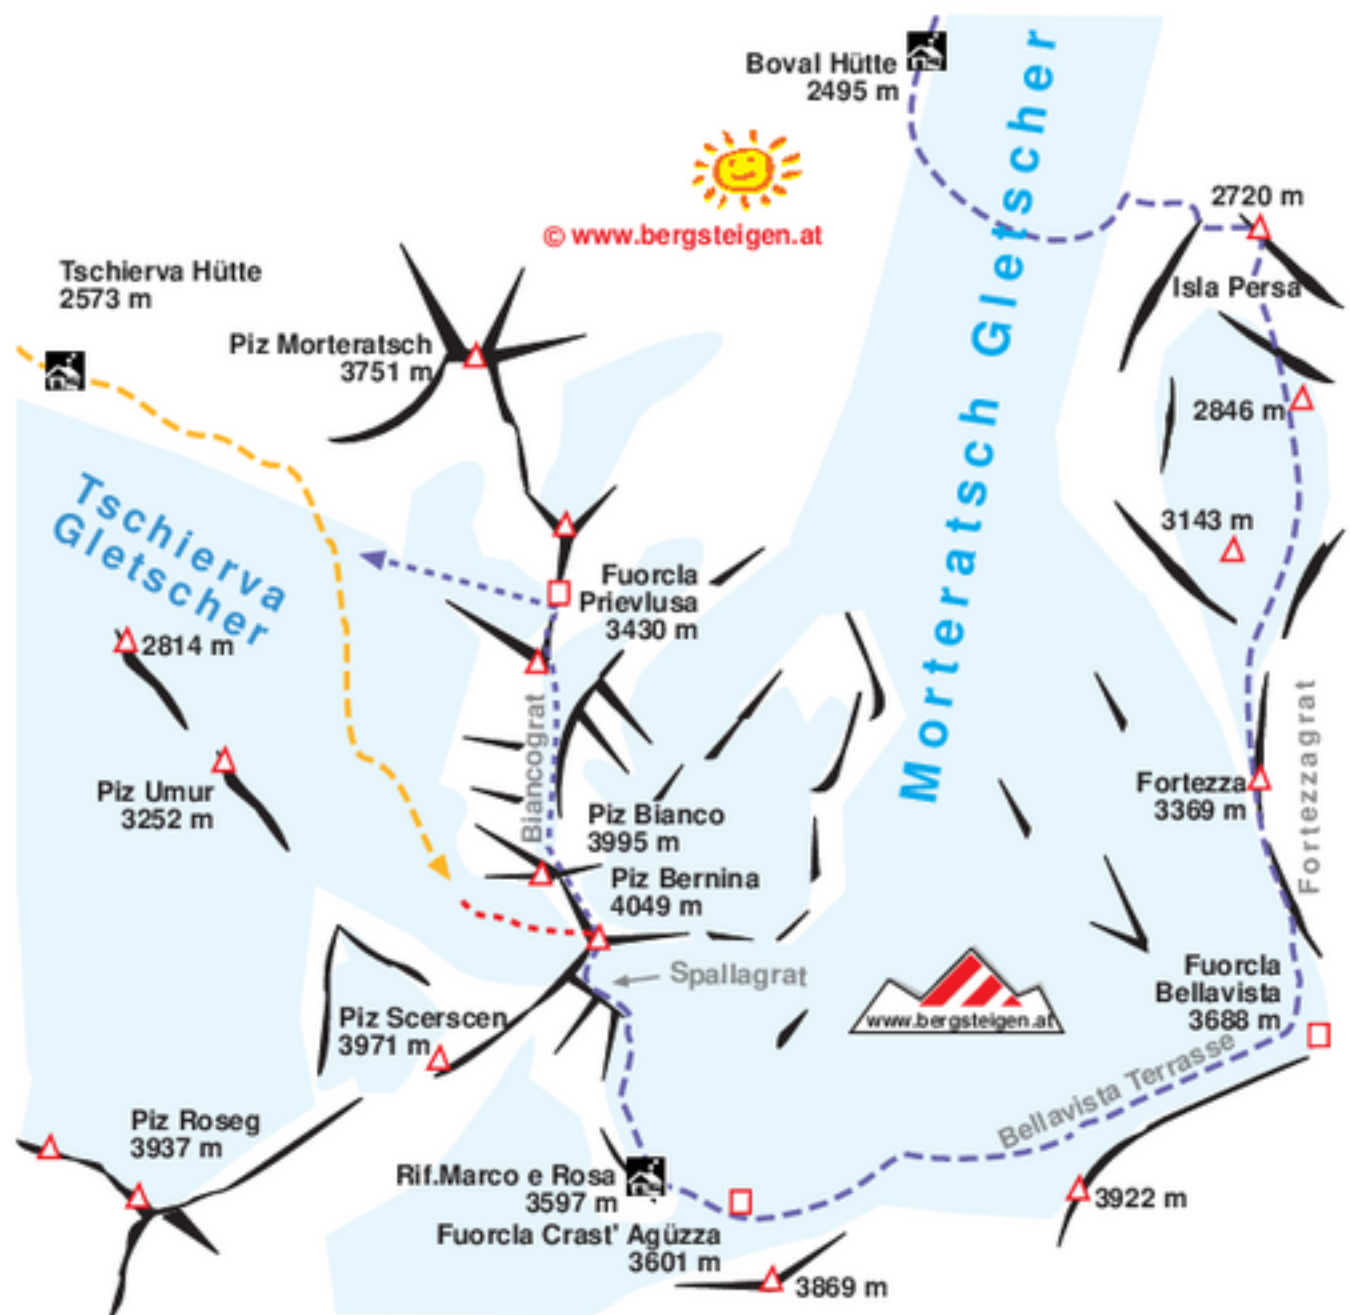 Boval Hütte
2495 m
Morteratsch Gletscher
© www.bergsteigen.at
2720 m
Isla Persa
Tschierva Hütte
2573 m
Piz Morteratsch
3751 m
2846 m
Tschierva
Gletscher
3143 m
Fuorcla
Prievlusa
3430 m
2814 m
Biancograt
Fortezzagrat
Piz Umur
3252 m
Fortezza
3369 m
Piz Bianco
3995 m
Piz Bernina
4049 m
Spallagrat
Fuorcla
Bellavista
3688 m
www.bergsteigen.at
Piz Scerscen
3971 m
Bellavista Terrasse
Piz Roseg
3937 m
Rif.Marco e Rosa
3597 m
3922 m
Fuorcla Crast' Agüzza
3601 m
3869 m